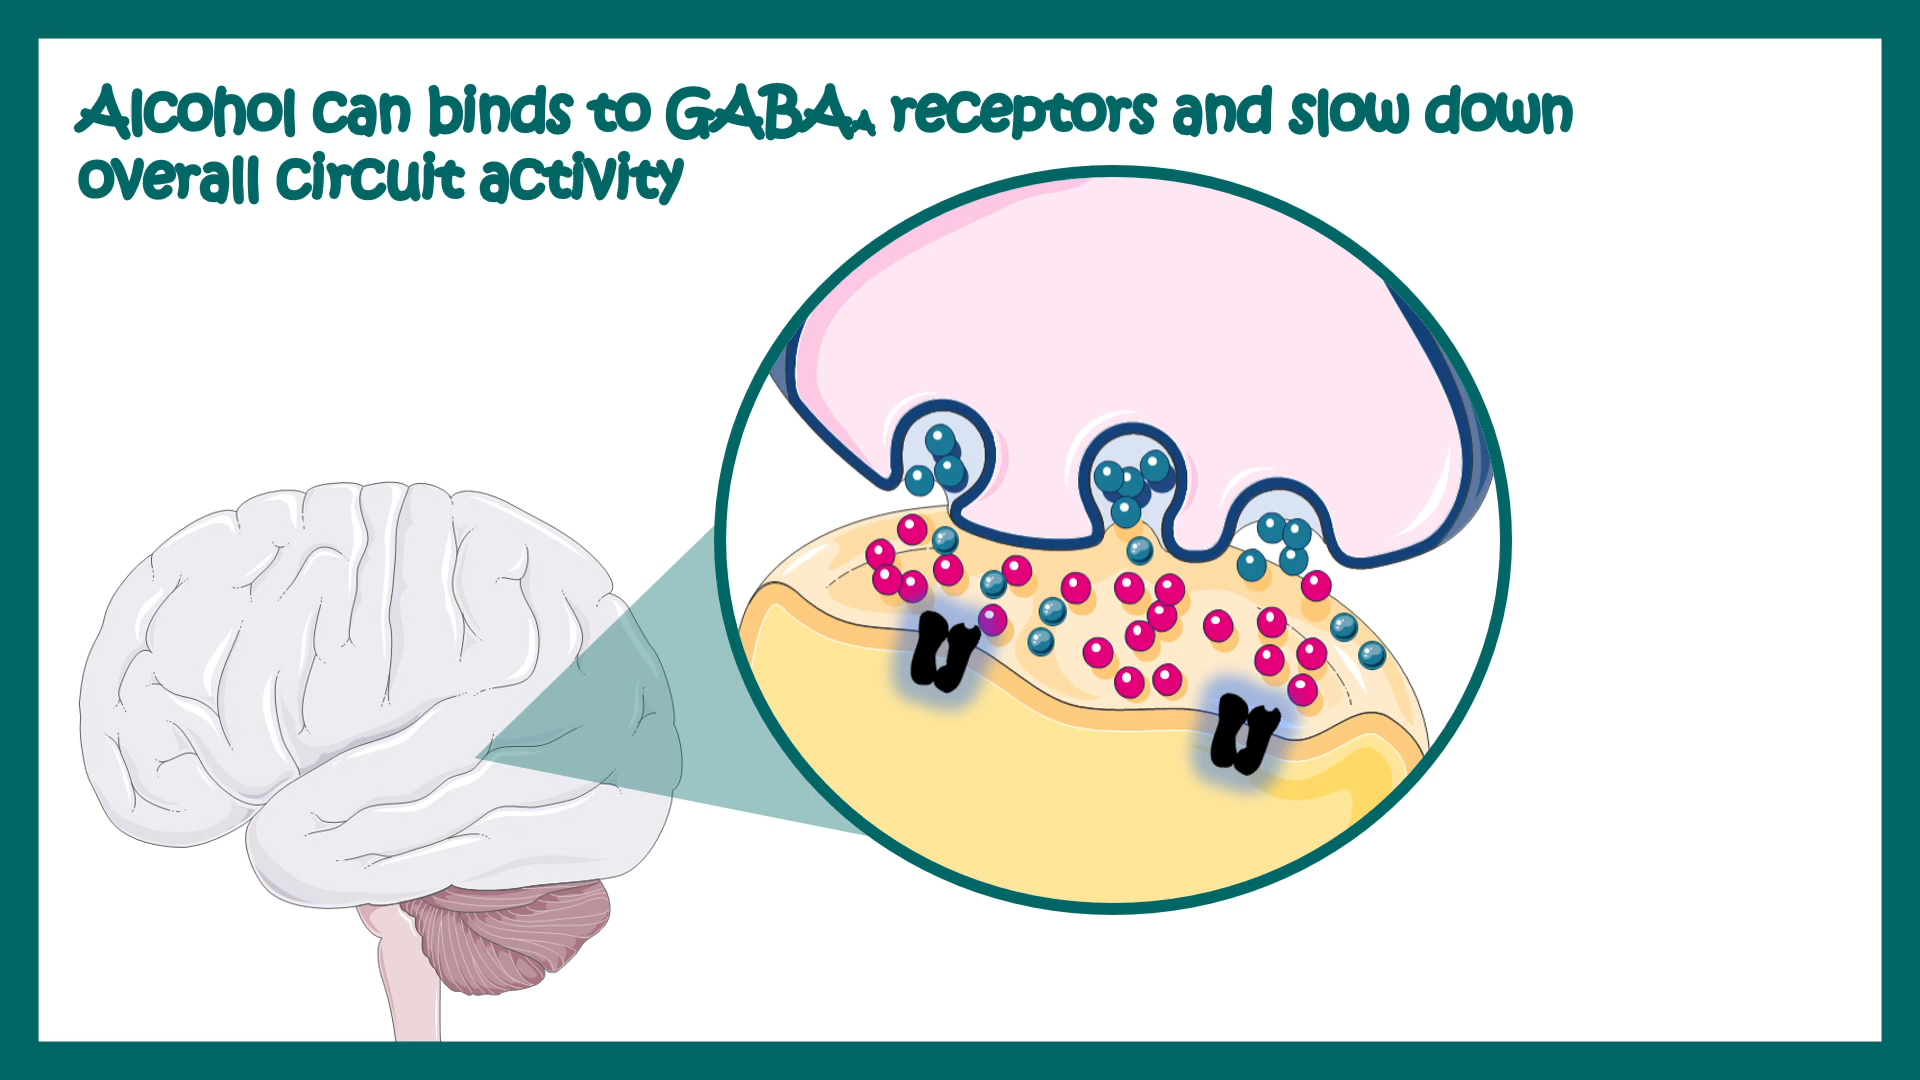 Alcohol can binds to GABAA receptors and slow down
overall circuit activity